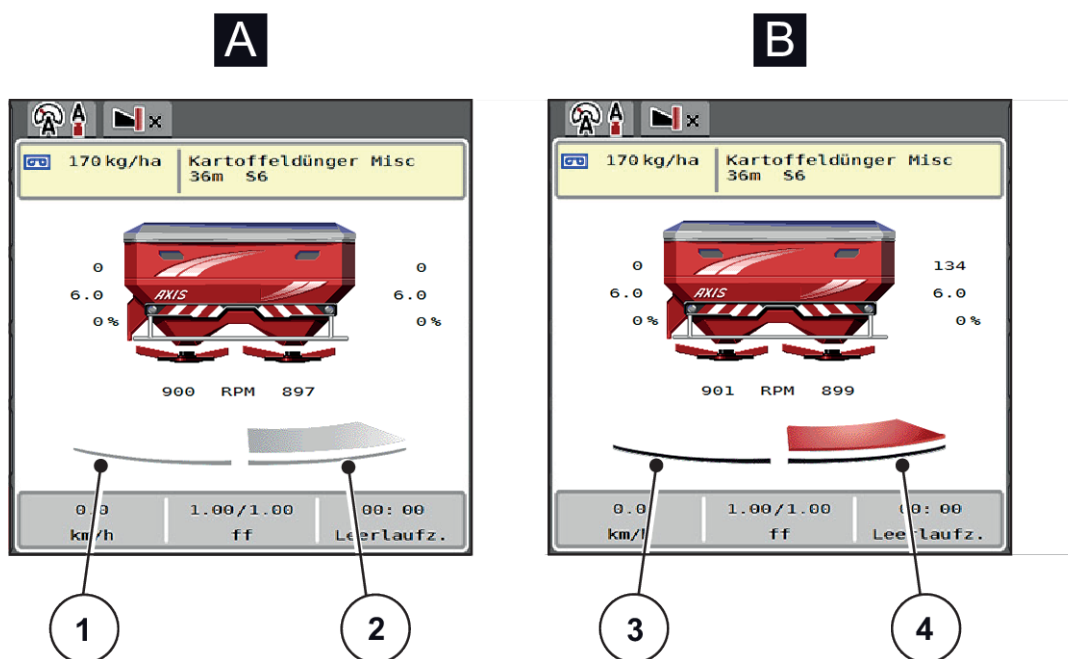 A
B
A A x
170 kg/ha Kartoffeldünger Misc
36m S6
0 0
6.0 AXIS 6.0
0 % 0 %
900 RPM 897
0.0 1.00/1.00 00:00
km/h ff Leerlaufz.
1 2
A A x
170 kg/ha Kartoffeldünger Misc
36m S6
0 134
6.0 AXIS 6.0
0 % 0 %
901 RPM 899
0.0 1.00/1.00 00:00
km/h ff Leerlaufz.
3 4